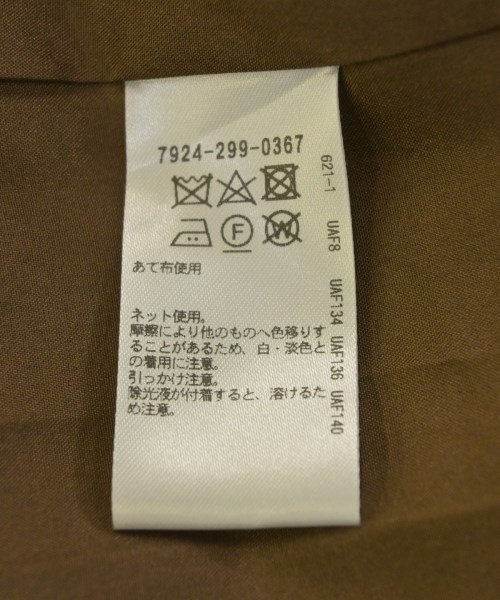 7924-299-0367
F
W
あて布使用
ネット使用。
摩擦により他のものへ色移りす
ることがあるため、白・淡色と
の着用に注意。
引っかけ注意。
除光液が付着すると、溶けるた
め注意。
621-1 UAF8 UAF134 UAF136 UAF140